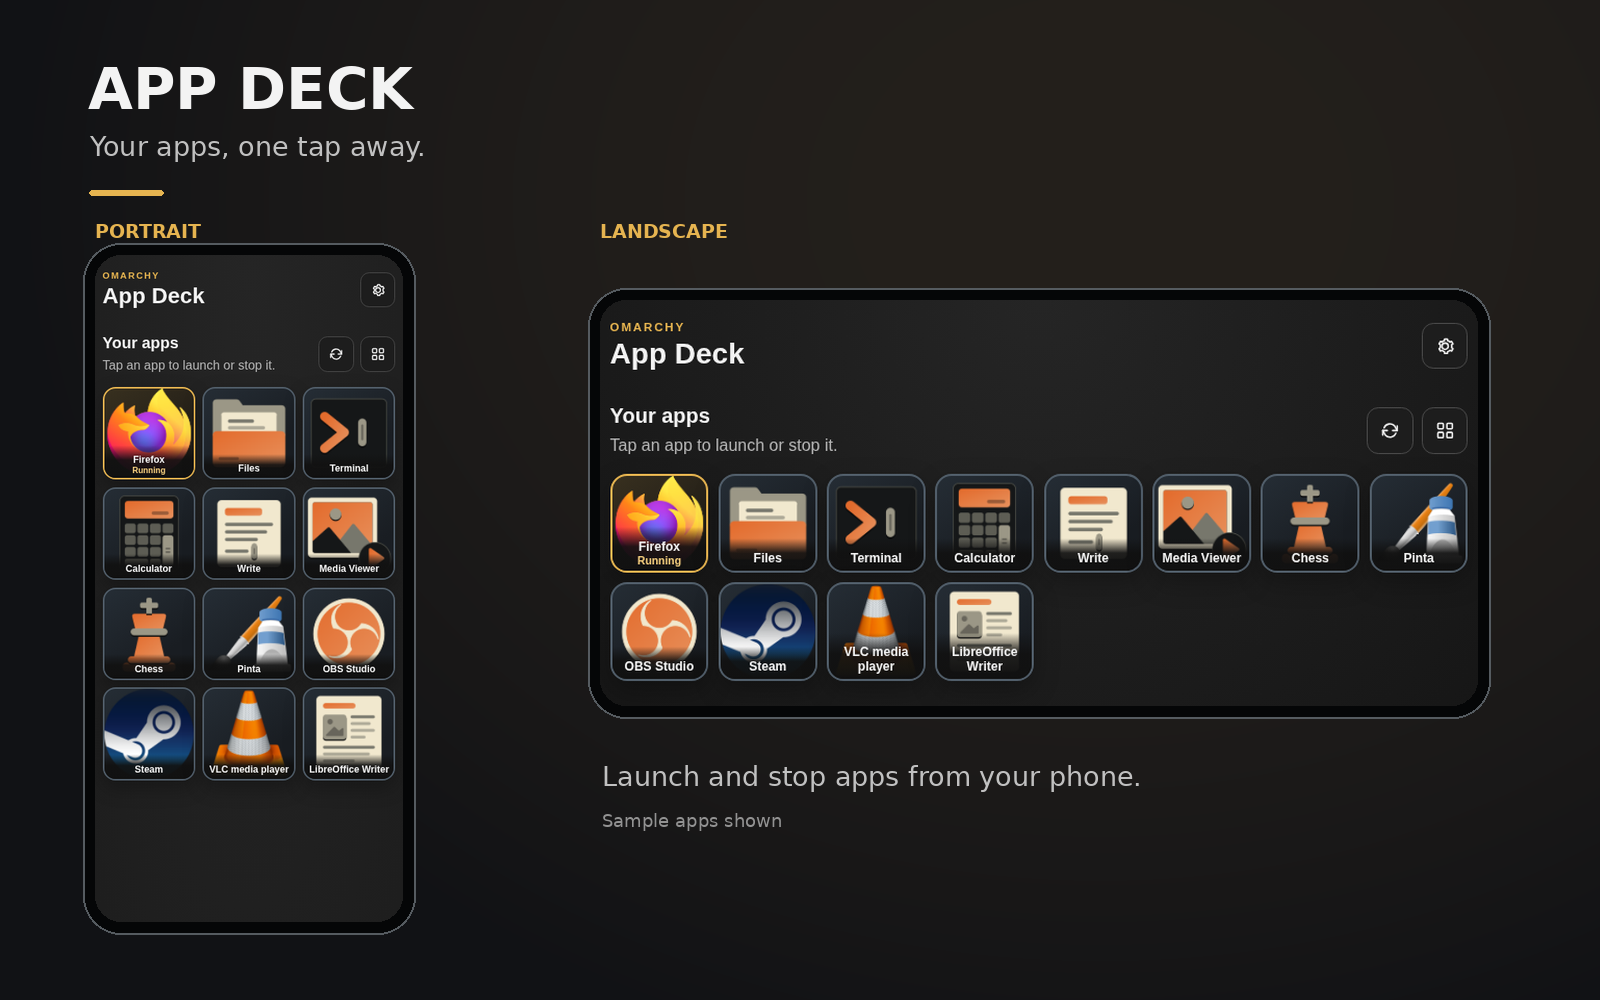 APP DECK
Your apps, one tap away.
PORTRAIT
OMARCHY
App Deck
Your apps
Tap an app to launch or stop it.
Firefox
Running
Files
Terminal
Calculator
Write
Media Viewer
Chess
Pinta
OBS Studio
Steam
VLC media player
LibreOffice Writer
LANDSCAPE
OMARCHY
App Deck
Your apps
Tap an app to launch or stop it.
Firefox
Running
Files
Terminal
Calculator
Write
Media Viewer
Chess
Pinta
OBS Studio
Steam
VLC media
player
LibreOffice
Writer
Launch and stop apps from your phone.
Sample apps shown